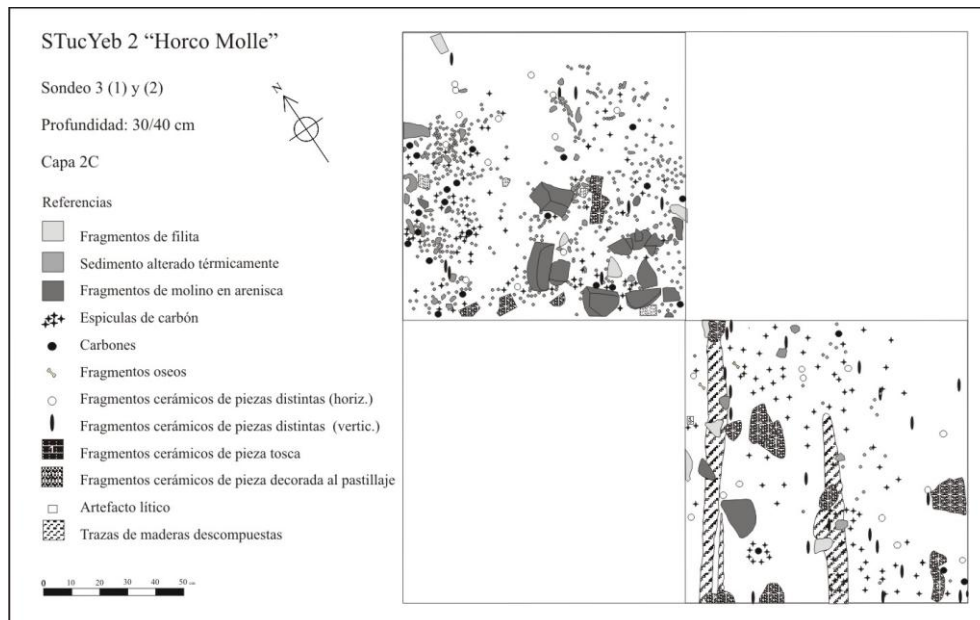 STucYeb 2 “Horco Molle”
Sondeo 3 (1) y (2)
N
Profundidad: 30/40 cm
Capa 2C
Referencias
Fragmentos de filita
Sedimento alterado térmicamente
Fragmentos de molino en arenisca
Espiculas de carbón
Carbones
Fragmentos oseos
Fragmentos cerámicos de piezas distintas (horiz.)
Fragmentos cerámicos de piezas distintas (vertic.)
Fragmentos cerámicos de pieza tosca
Fragmentos cerámicos de pieza decorada al pastillaje
Artefacto lítico
Trazas de maderas descompuestas
0 10 20 30 40 50 cm